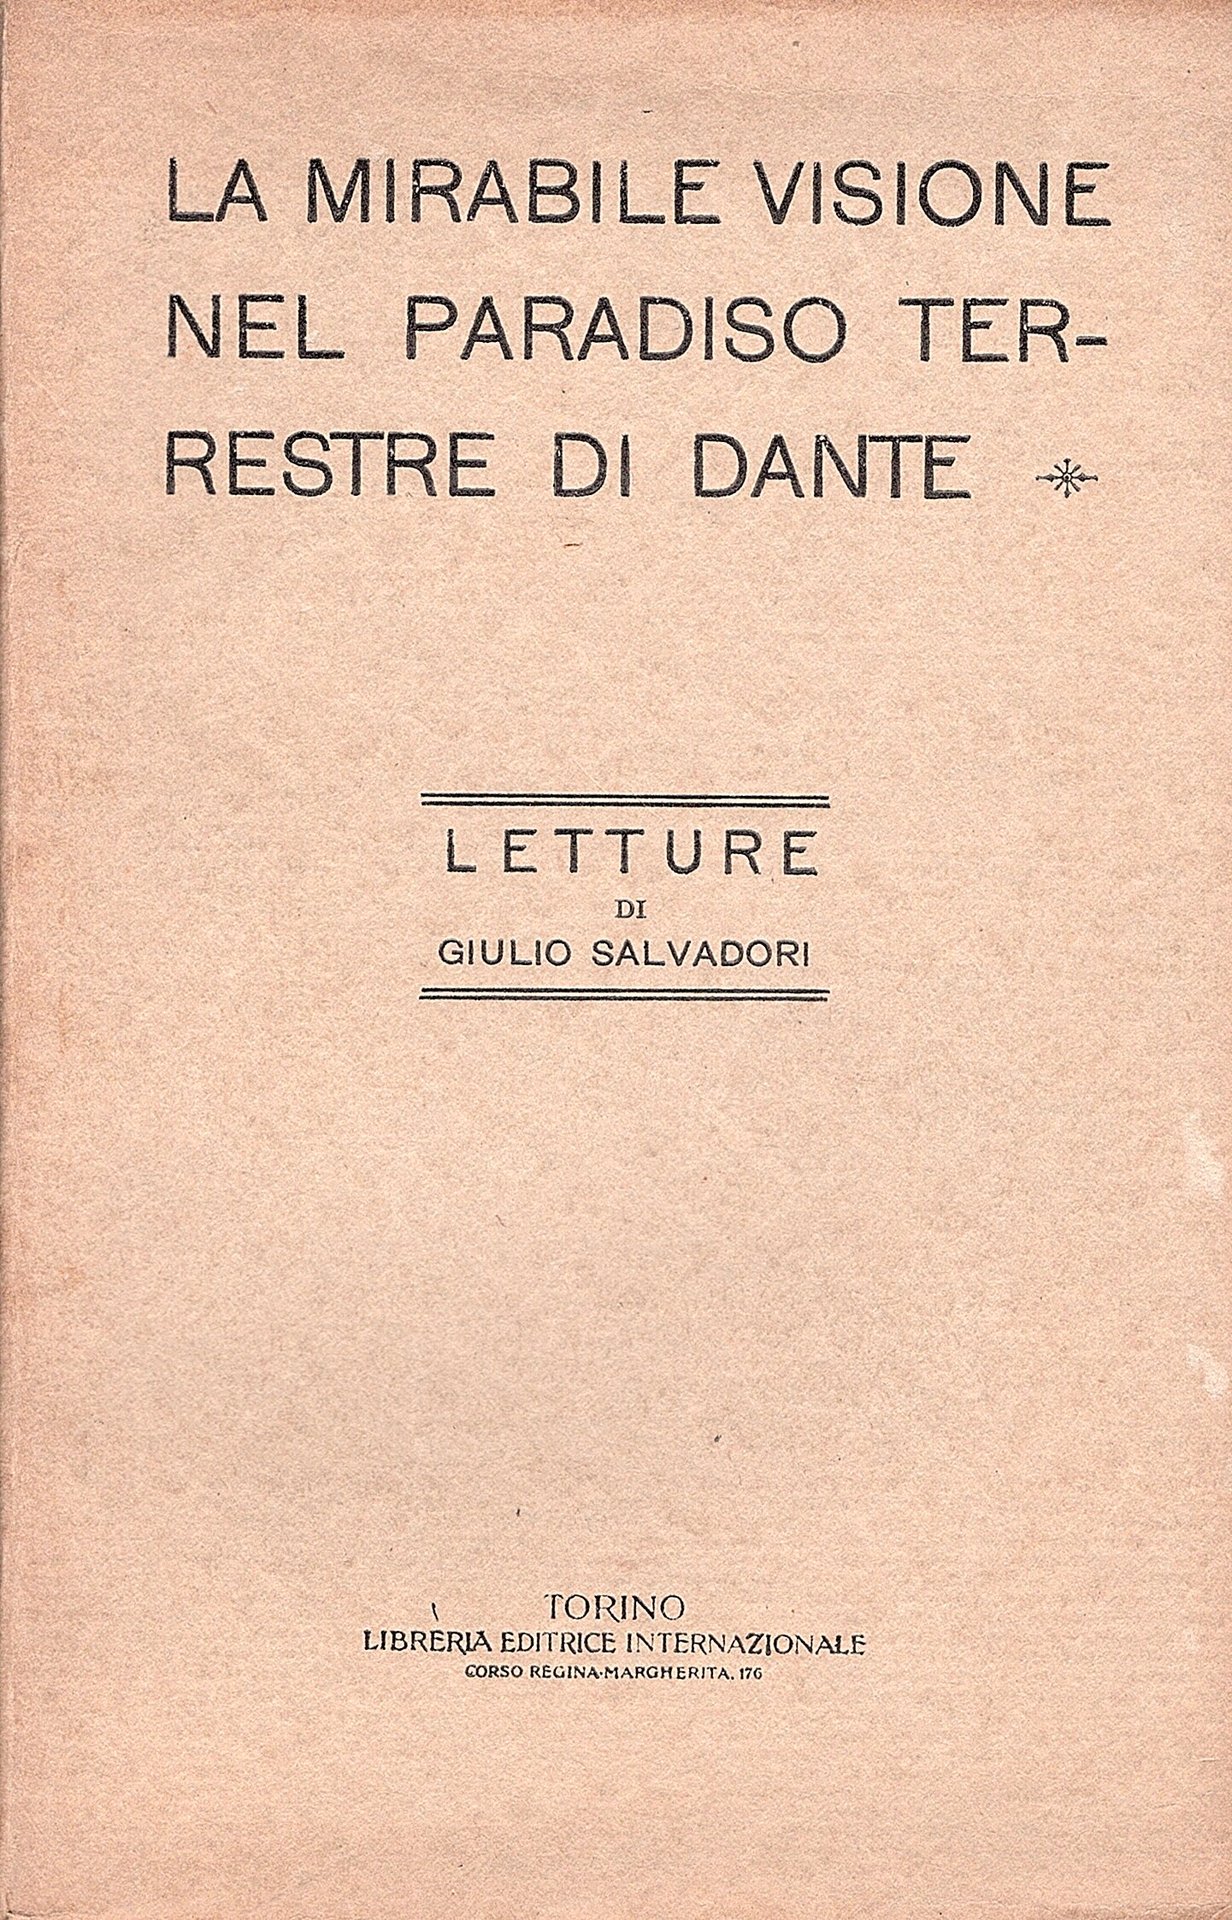 LA MIRABILE VISIONE
NEL PARADISO TER-
RESTRE DI DANTE
LETTURE
DI
GIULIO SALVADORI
TORINO
LIBRERIA EDITRICE INTERNAZIONALE
CORSO REGINA·MARGHERITA, 176